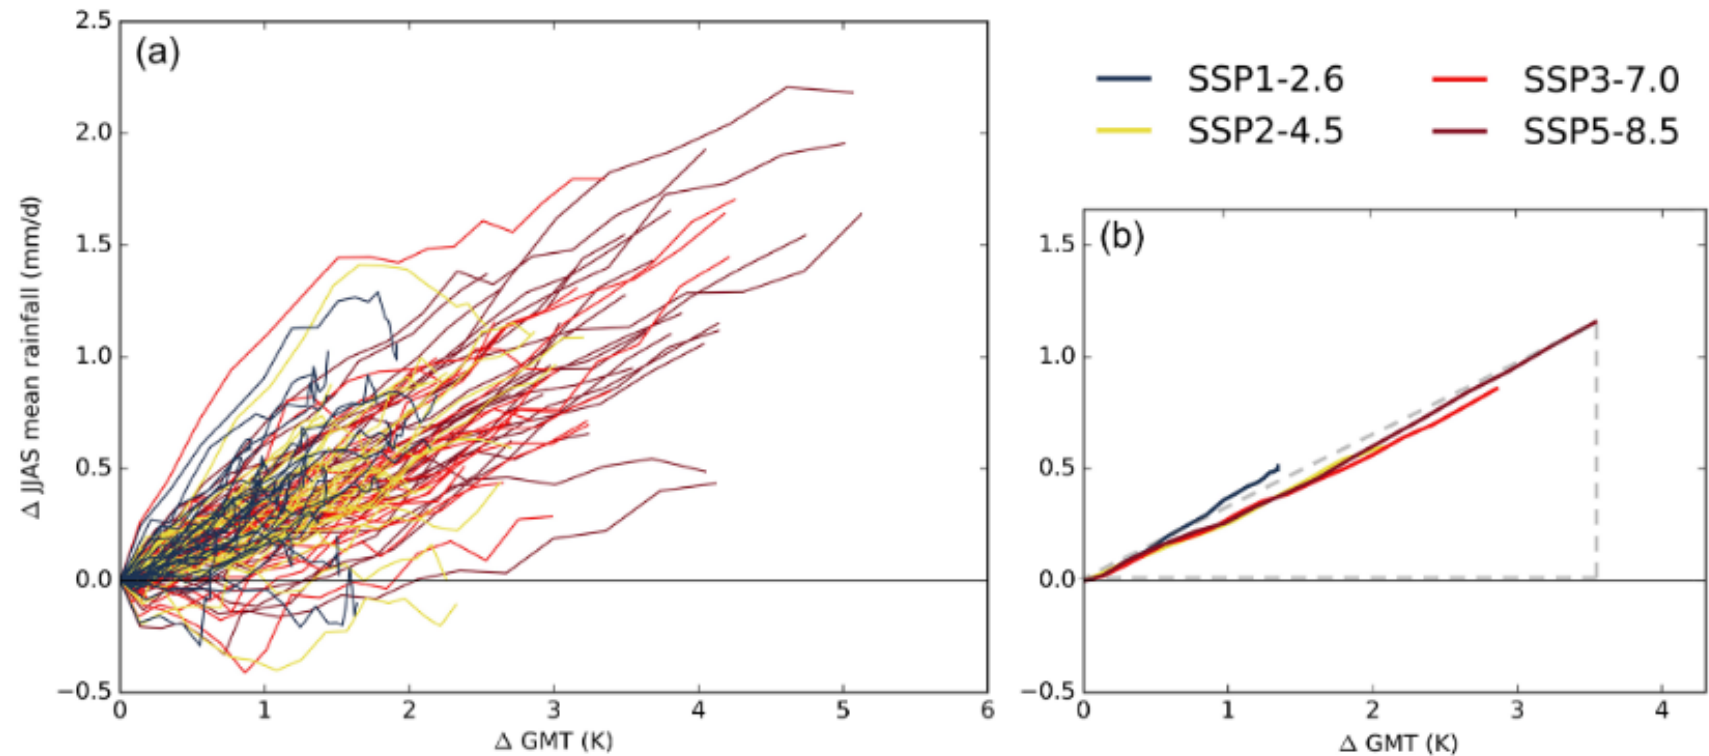 (a)
2.5
2.0
1.5
1.0
0.5
0.0
−0.5
0 1 2 3 4 5 6
Δ GMT (K)
Δ JJAS mean rainfall (mm/d)
SSP1-2.6 SSP3-7.0
SSP2-4.5 SSP5-8.5
(b)
1.5
1.0
0.5
0.0
−0.5
0 1 2 3 4
Δ GMT (K)